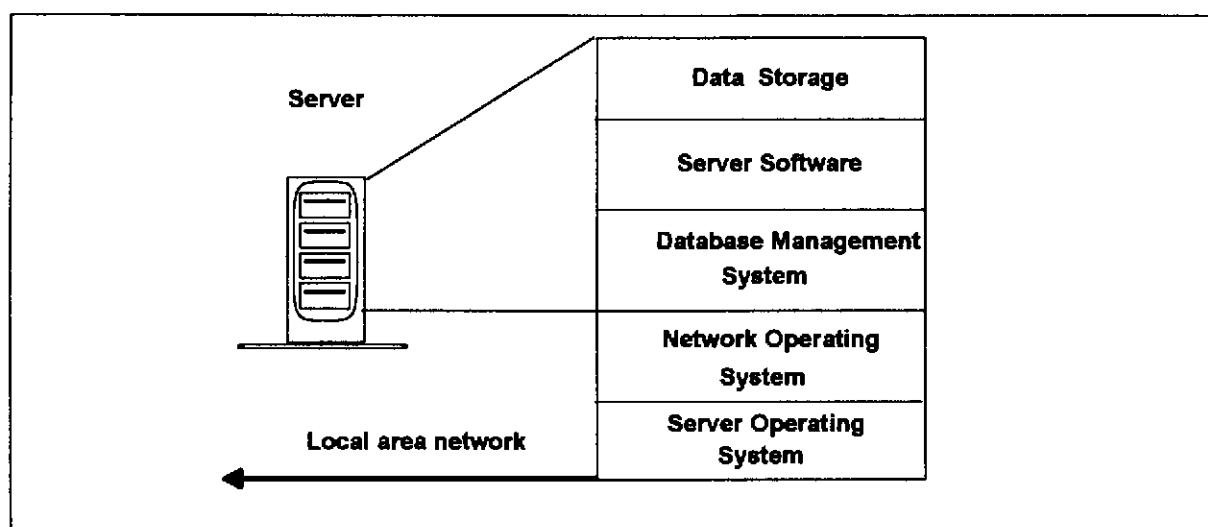 Server
Data Storage
Server Software
Database Management
System
Network Operating
System
Server Operating
System
Local area network